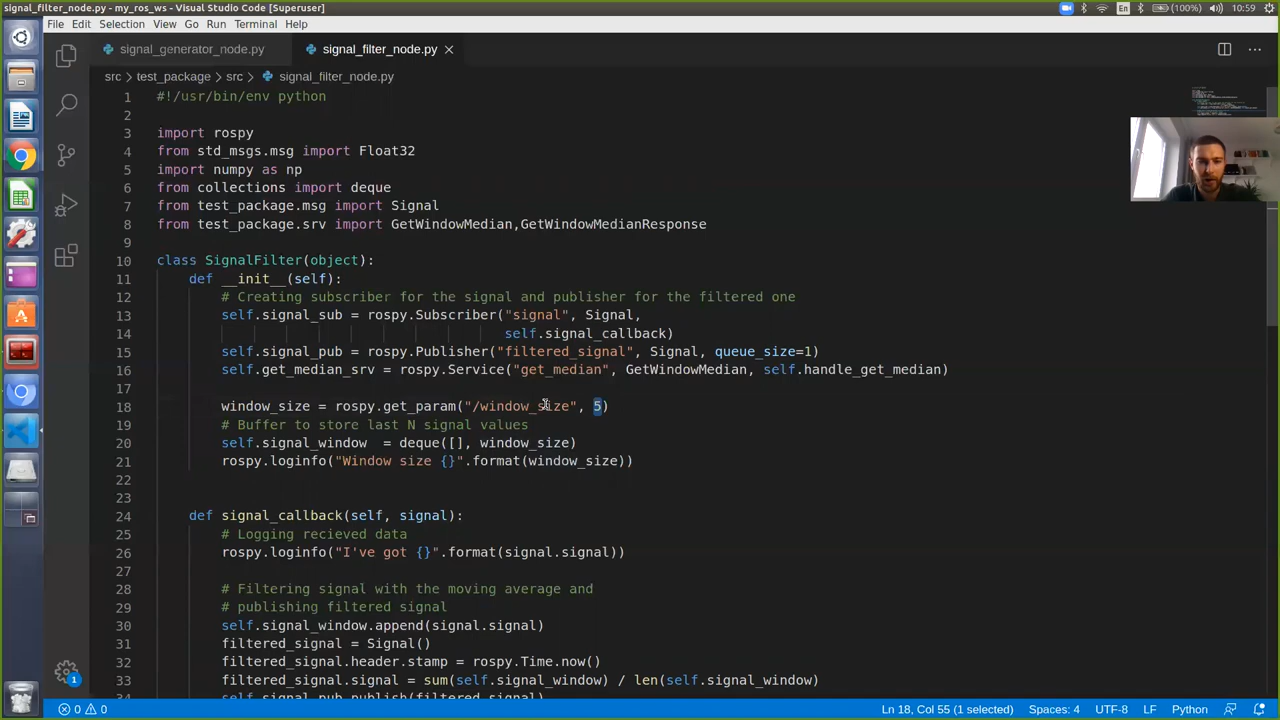 signal_filter_node.py - my_ros_ws - Visual Studio Code [Superuser]
En
(100%)
10:59
File Edit Selection View Go Run Terminal Help
signal_generator_node.py
signal_filter_node.py
src > test_package > src > signal_filter_node.py
1 #!/usr/bin/env python
2
3 import rospy
4 from std_msgs.msg import Float32
5 import numpy as np
6 from collections import deque
7 from test_package.msg import Signal
8 from test_package.srv import GetWindowMedian,GetWindowMedianResponse
9
10 class SignalFilter(object):
11 def __init__(self):
12 # Creating subscriber for the signal and publisher for the filtered one
13 self.signal_sub = rospy.Subscriber("signal", Signal,
14 self.signal_callback)
15 self.signal_pub = rospy.Publisher("filtered_signal", Signal, queue_size=1)
16 self.get_median_srv = rospy.Service("get_median", GetWindowMedian, self.handle_get_median)
17
18 window_size = rospy.get_param("/window_size", 5)
19 # Buffer to store last N signal values
20 self.signal_window  = deque([], window_size)
21 rospy.loginfo("Window size {}".format(window_size))
22
23
24 def signal_callback(self, signal):
25 # Logging recieved data
26 rospy.loginfo("I've got {}".format(signal.signal))
27
28 # Filtering signal with the moving average and
29 # publishing filtered signal
30 self.signal_window.append(signal.signal)
31 filtered_signal = Signal()
32 filtered_signal.header.stamp = rospy.Time.now()
33 filtered_signal.signal = sum(self.signal_window) / len(self.signal_window)
34 self.signal_pub.publish(filtered_signal)
1
0 0
Ln 18, Col 55 (1 selected)
Spaces: 4
UTF-8
LF
Python